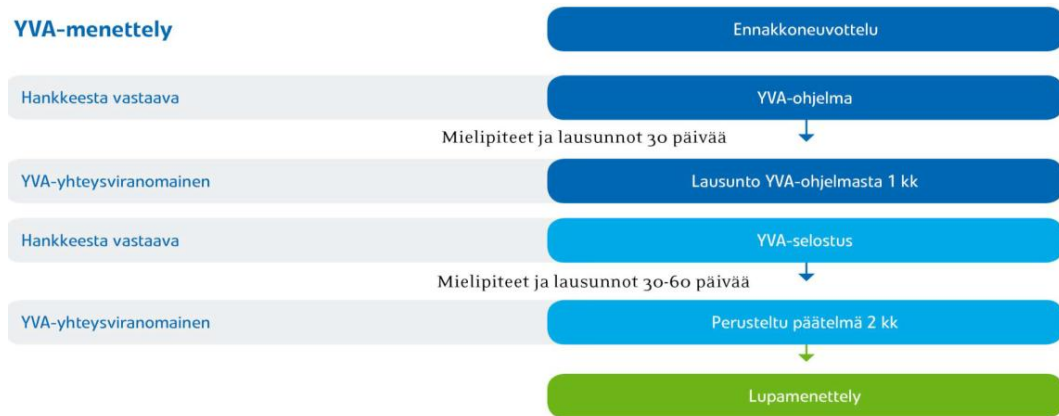 YVA-menettely
Ennakkoneuvottelu
Hankkeesta vastaava
YVA-ohjelma
Mielipiteet ja lausunnot 30 päivää
YVA-yhteysviranomainen
Lausunto YVA-ohjelmasta 1 kk
Hankkeesta vastaava
YVA-selostus
Mielipiteet ja lausunnot 30-60 päivää
YVA-yhteysviranomainen
Perusteltu päätelmä 2 kk
Lupamenettely